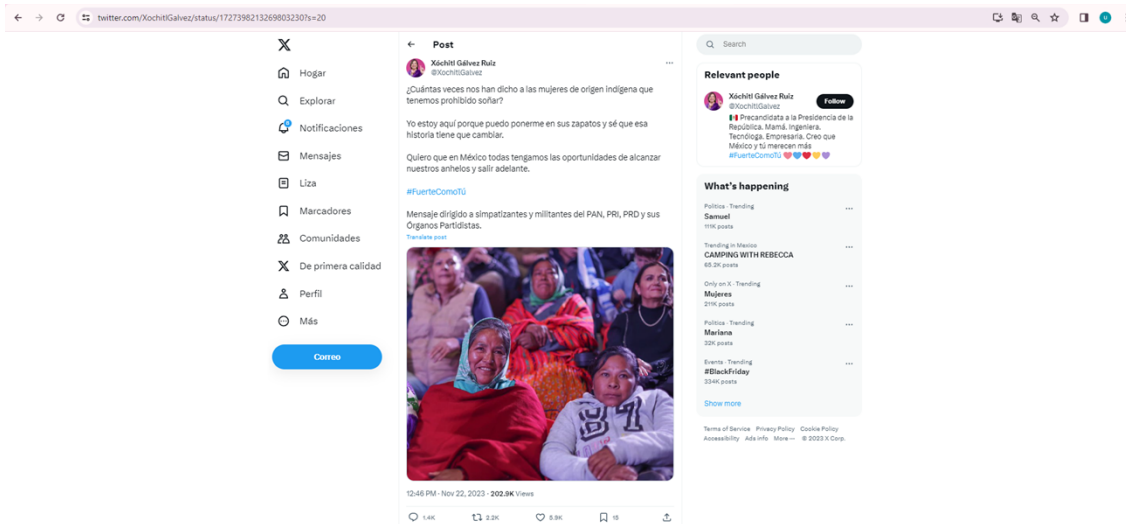 twitter.com/XochitlGalvez/status/1727398213269803230?s=20
Hogar
Explorar
Notificaciones
Mensajes
Liza
Marcadores
Comunidades
De primera calidad
Perfil
Más
Correo
Post
Xóchitl Gálvez Ruiz
@XochitlGalvez
¿Cuántas veces nos han dicho a las mujeres de origen indígena que
tenemos prohibido soñar?
Yo estoy aquí porque puedo ponerme en sus zapatos y sé que esa
historia tiene que cambiar.
Quiero que en México todas tengamos las oportunidades de alcanzar
nuestros anhelos y salir adelante.
#FuerteComoTú
Mensaje dirigido a simpatizantes y militantes del PAN, PRI, PRD y sus
Órganos Partidistas.
Translate post
87
12:46 PM · Nov 22, 2023 · 202.9K Views
1.4K 2.2K 5.9K 15
Search
Relevant people
Xóchitl Gálvez Ruiz
@XochitlGalvez
Follow
Precandidata a la Presidencia de la
República. Mamá. Ingeniera.
Tecnóloga. Empresaria. Creo que
México y tú merecen más
#FuerteComoTú
What's happening
Politics · Trending
Samuel
111K posts
Trending in Mexico
CAMPING WITH REBECCA
65.2K posts
Only on X · Trending
Mujeres
211K posts
Politics · Trending
Mariana
32K posts
Events · Trending
#BlackFriday
334K posts
Show more
Terms of Service Privacy Policy Cookie Policy
Accessibility Ads info More ··· © 2023 X Corp.